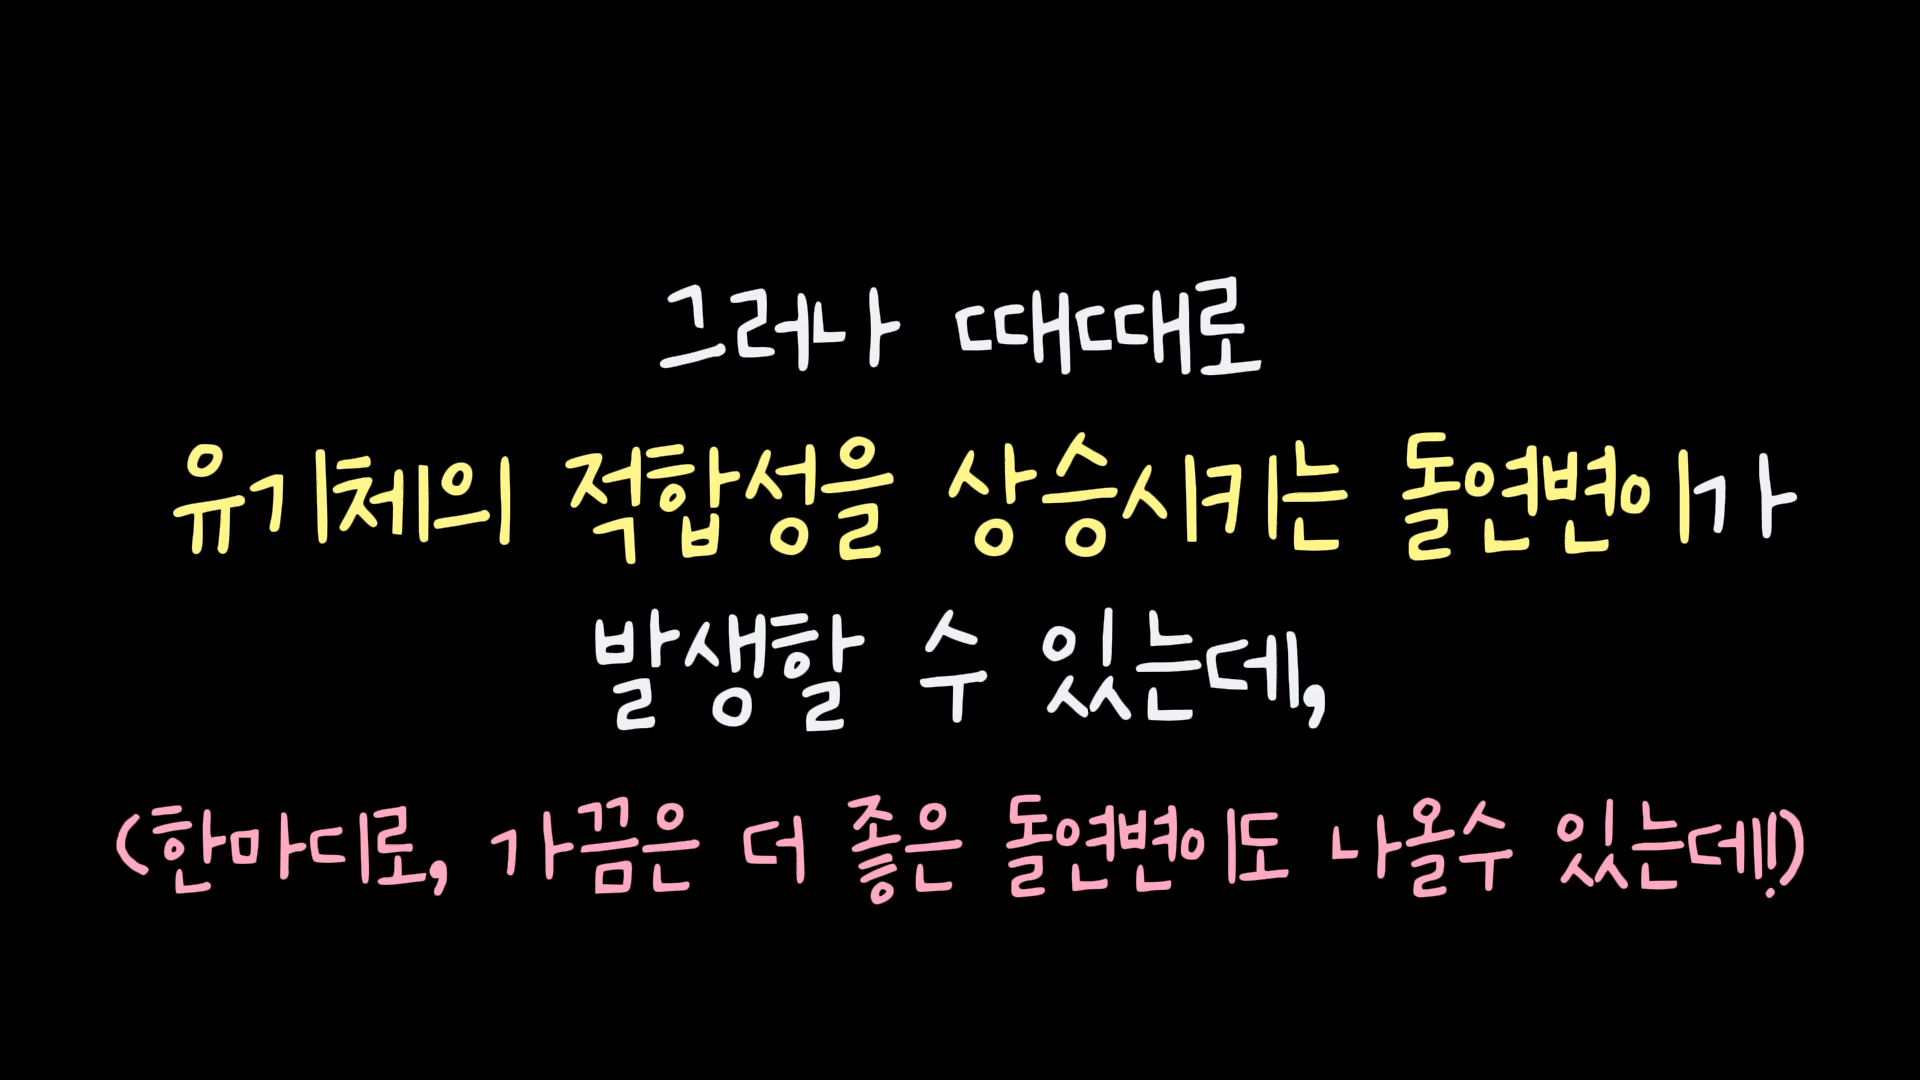 그러나 때때로
유기체의 적합성을 상승시키는 돌연변이가
발생할 수 있는데,
(한마디로, 가끔은 더 좋은 돌연변이도 나올수 있는데!)